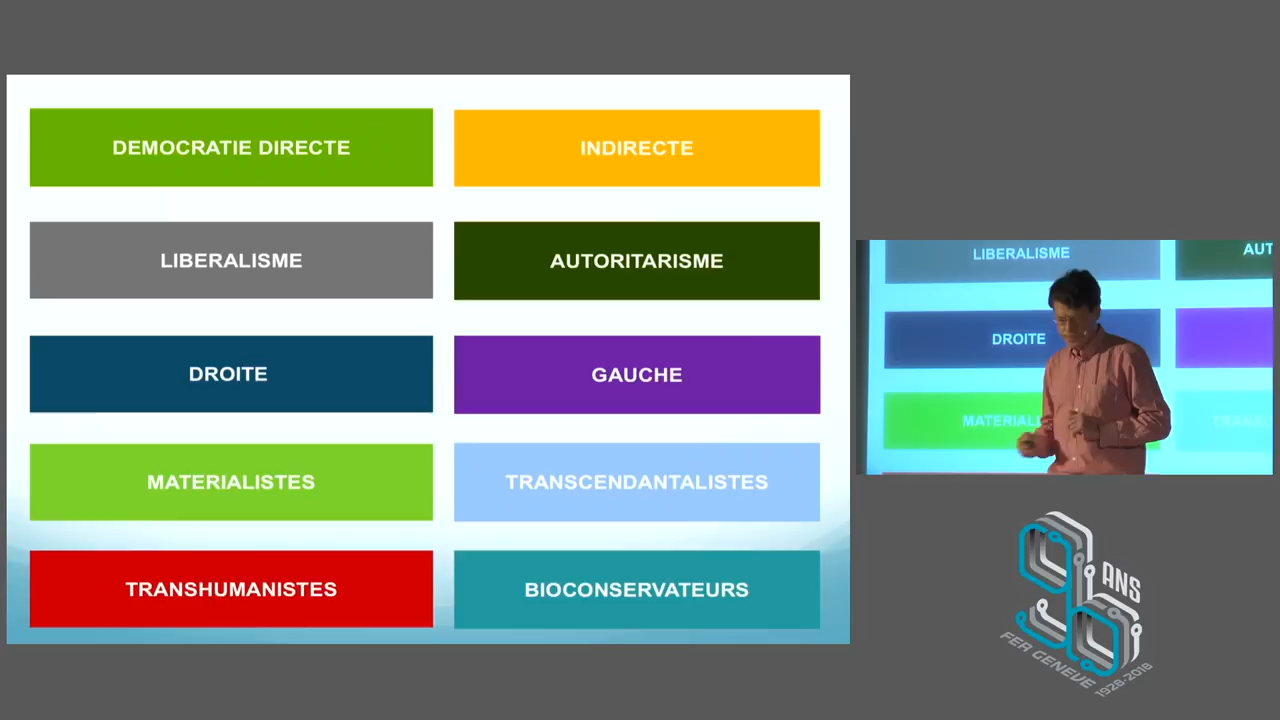 DEMOCRATIE DIRECTE
INDIRECTE
LIBERALISME
AUTORITARISME
DROITE
GAUCHE
MATERIALISTES
TRANSCENDANTALISTES
TRANSHUMANISTES
BIOCONSERVATEURS
LIBERALISME
AUT
DROITE
MATERIAL
90 ANS
FER GENEVE 1928-2018